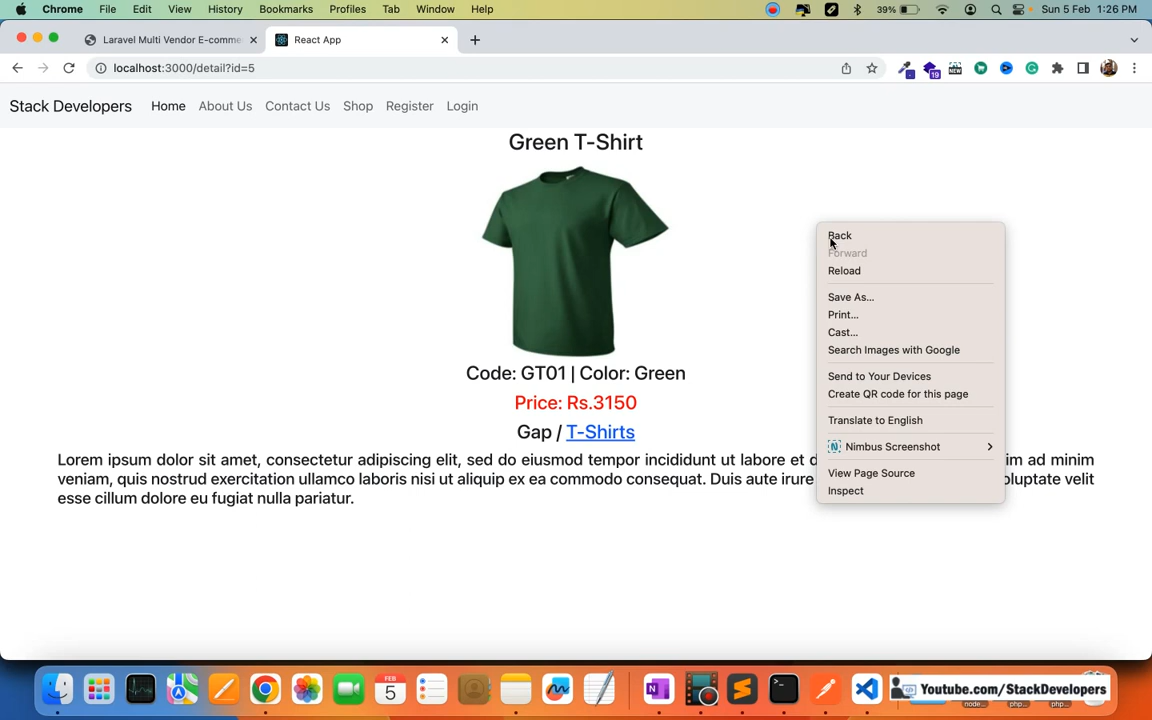 Chrome File Edit View History Bookmarks Profiles Tab Window Help 39% Sun 5 Feb 1:26 PM
Laravel Multi Vendor E-comme React App
localhost:3000/detail?id=5 19 NEW
Stack Developers Home About Us Contact Us Shop Register Login
Green T-Shirt
Back
Forward
Reload
Save As...
Print...
Cast...
Search Images with Google
Send to Your Devices
Create QR code for this page
Translate to English
Nimbus Screenshot
View Page Source
Inspect
Code: GT01 | Color: Green
Price: Rs.3150
Gap / T-Shirts
Lorem ipsum dolor sit amet, consectetur adipiscing elit, sed do eiusmod tempor incididunt ut labore et d im ad minim
veniam, quis nostrud exercitation ullamco laboris nisi ut aliquip ex ea commodo consequat. Duis aute irure oluptate velit
esse cillum dolore eu fugiat nulla pariatur.
FEB
5
Youtube.com/StackDevelopers